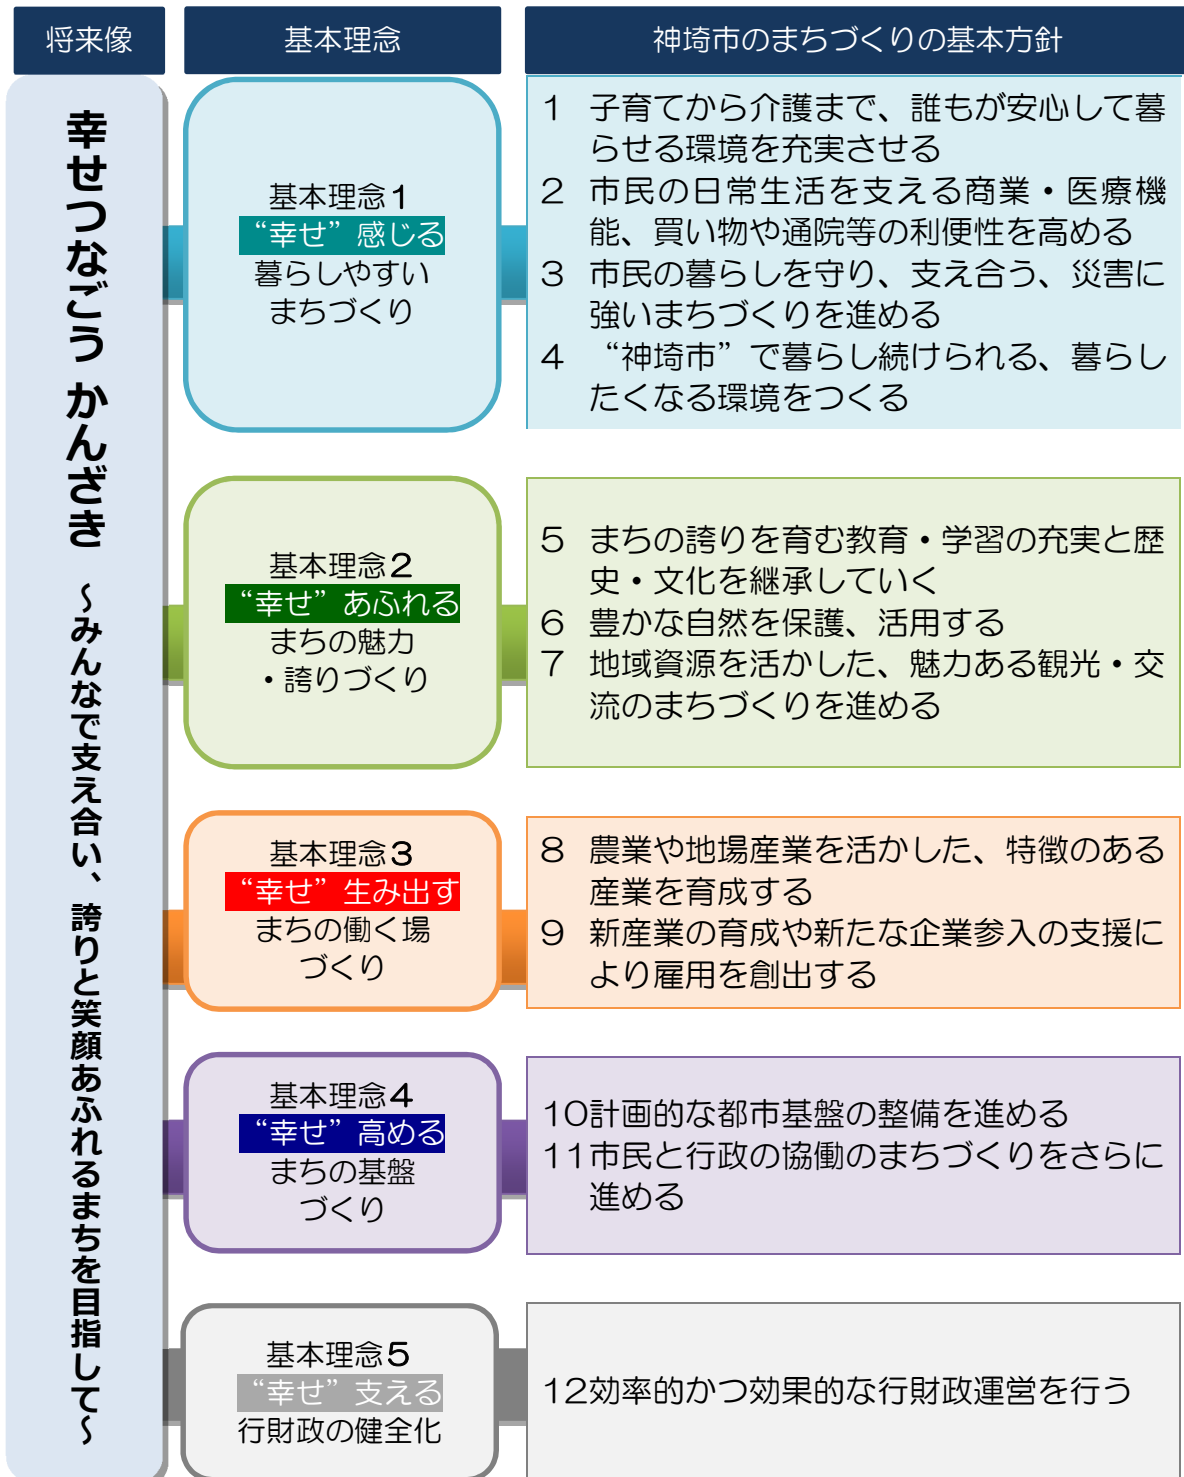 将来像
基本理念
神埼市のまちづくりの基本方針
幸せつなごう かんざき ～みんなで支え合い、誇りと笑顔あふれるまちを目指して～
基本理念1
“幸せ”感じる
暮らしやすい
まちづくり
1 子育てから介護まで、誰もが安心して暮
らせる環境を充実させる
2 市民の日常生活を支える商業・医療機
能、買い物や通院等の利便性を高める
3 市民の暮らしを守り、支え合う、災害に
強いまちづくりを進める
4 “神埼市”で暮らし続けられる、暮らし
たくなる環境をつくる
基本理念2
“幸せ”あふれる
まちの魅力
・誇りづくり
5 まちの誇りを育む教育・学習の充実と歴
史・文化を継承していく
6 豊かな自然を保護、活用する
7 地域資源を活かした、魅力ある観光・交
流のまちづくりを進める
基本理念3
“幸せ”生み出す
まちの働く場
づくり
8 農業や地場産業を活かした、特徴のある
産業を育成する
9 新産業の育成や新たな企業参入の支援に
より雇用を創出する
基本理念4
“幸せ”高める
まちの基盤
づくり
10計画的な都市基盤の整備を進める
11市民と行政の協働のまちづくりをさらに
進める
基本理念5
“幸せ”支える
行財政の健全化
12効率的かつ効果的な行財政運営を行う